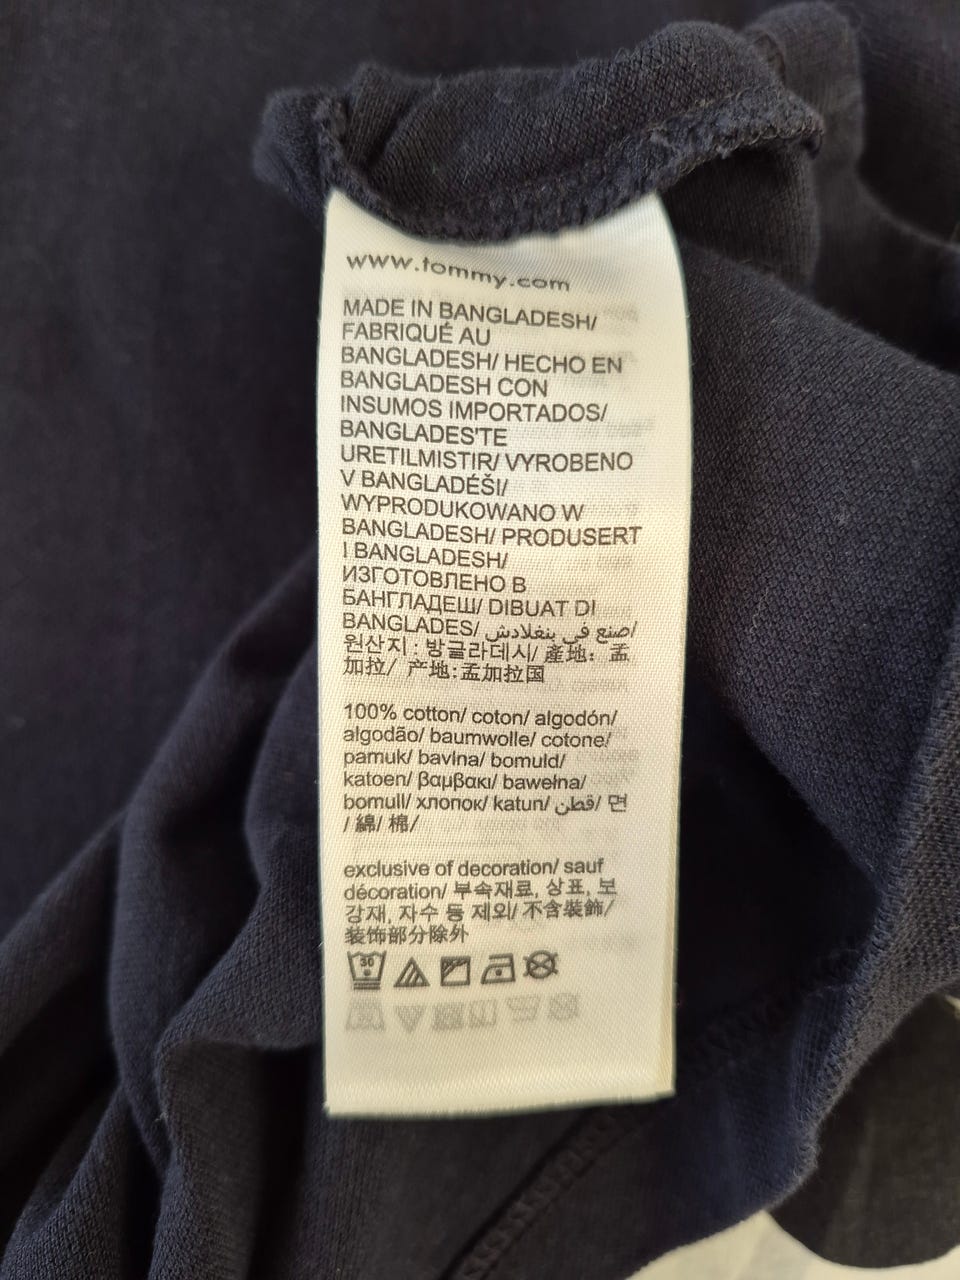 www.tommy.com
MADE IN BANGLADESH/
FABRIQUÉ AU
BANGLADESH/ HECHO EN
BANGLADESH CON
INSUMOS IMPORTADOS/
BANGLADES'TE
URETILMISTIR/ VYROBENO
V BANGLADÉŠI/
WYPRODUKOWANO W
BANGLADESH/ PRODUSERT
I BANGLADESH/
ИЗГОТОВЛЕНО В
БАНГЛАДЕШ/ DIBUAT DI
BANGLADES/ صنع في بنغلادش/
원산지 : 방글라데시/ 產地：孟
加拉/ 产地:孟加拉国
100% cotton/ coton/ algodón/
algodão/ baumwolle/ cotone/
pamuk/ bavlna/ bomuld/
katoen/ βαμβακι/ bawełna/
bomull/ хлопок/ katun/ قطن/ 면
/ 綿/ 棉/
exclusive of decoration/ sauf
décoration/ 부속재료, 상표, 보
강재, 자수 등 제외/ 不含裝飾/
装饰部分除外
30